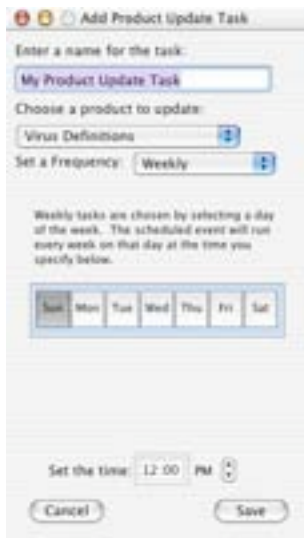 Add Product Update Task
Enter a name for the task:
My Product Update Task
Choose a product to update:
Virus Definitions
Set a Frequency: Weekly
Weekly tasks are chosen by selecting a day
of the week. The scheduled event will run
every week on that day at the time you
specify below.
Sun Mon Tue Wed Thu Fri Sat
Set the time: 12:00 PM
Cancel Save